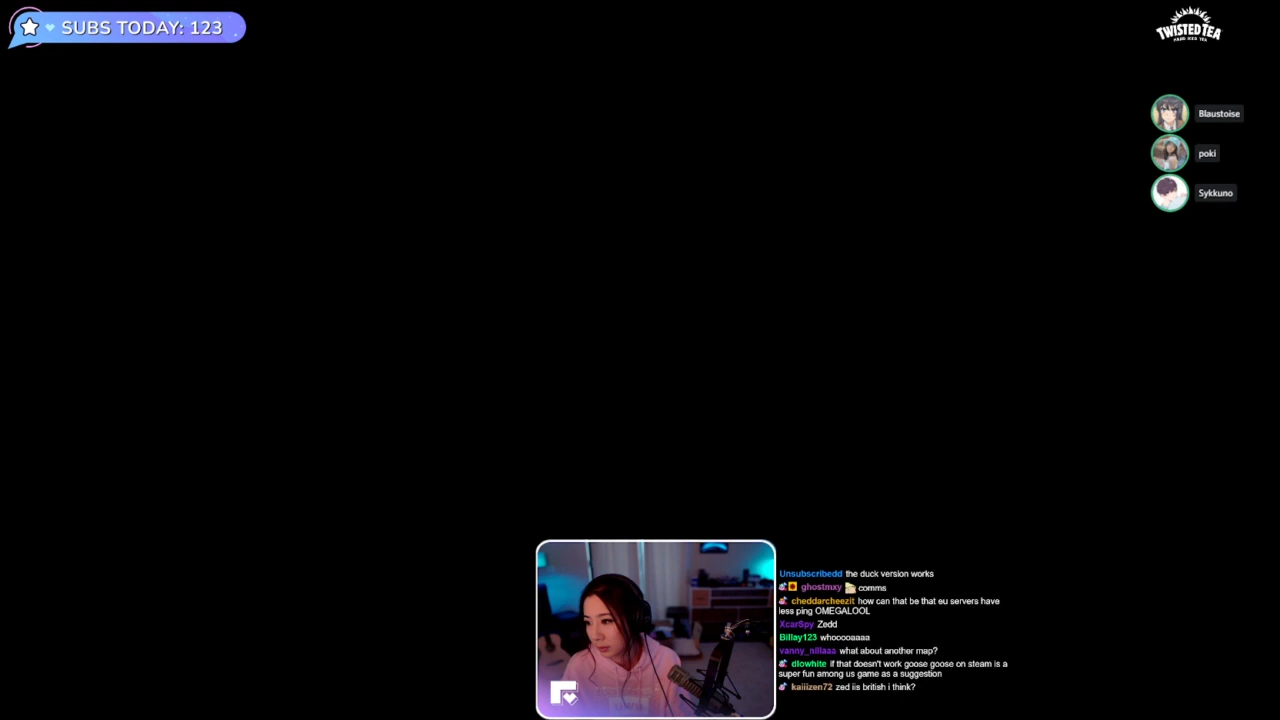 SUBS TODAY: 123
TWISTED TEA
HARD ICED TEA
Blaustoise
poki
Sykkuno
Unsubscribedd the duck version works
ghostmxy comms
cheddarcheezit how can that be that eu servers have
less ping OMEGALOOL
XcarSpy Zedd
Billay123 whooooaaaa
vanny_nillaaa what about another map?
dlowhite if that doesn't work goose goose on steam is a
super fun among us game as a suggestion
kaiiizen72 zed iis british i think?